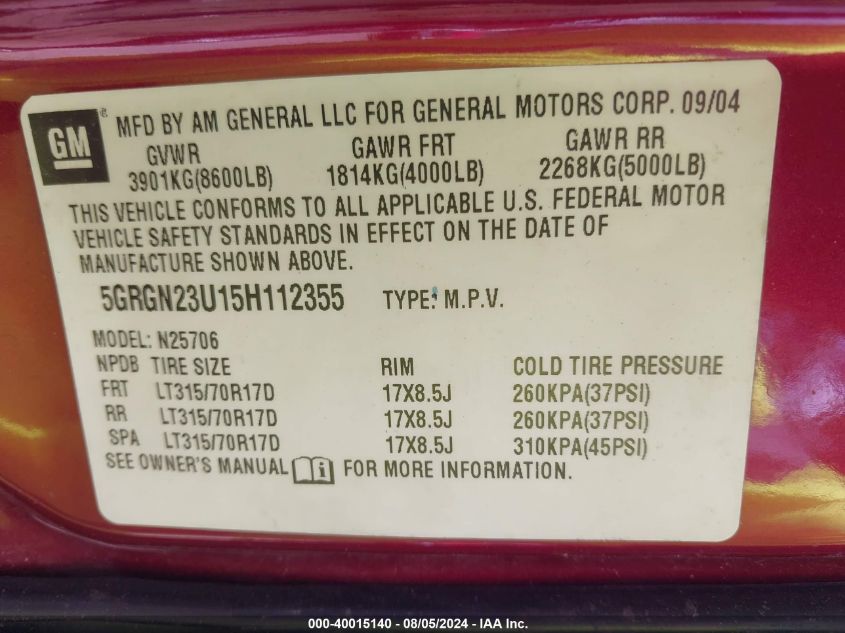 GM® MFD BY AM GENERAL LLC FOR GENERAL MOTORS CORP. 09/04
GVWR GAWR FRT GAWR RR
3901KG(8600LB) 1814KG(4000LB) 2268KG(5000LB)
THIS VEHICLE CONFORMS TO ALL APPLICABLE U.S. FEDERAL MOTOR
VEHICLE SAFETY STANDARDS IN EFFECT ON THE DATE OF
MANUFACTURE SHOWN ABOVE.
5GRGN23U15H112355 TYPE: M.P.V.
MODEL: N25706
NPDB TIRE SIZE RIM COLD TIRE PRESSURE
FRT LT315/70R17D 17X8.5J 260KPA(37PSI)
RR LT315/70R17D 17X8.5J 260KPA(37PSI)
SPA LT315/70R17D 17X8.5J 310KPA(45PSI)
SEE OWNER'S MANUAL i FOR MORE INFORMATION.
000-40015140 - 08/05/2024 - IAA Inc.